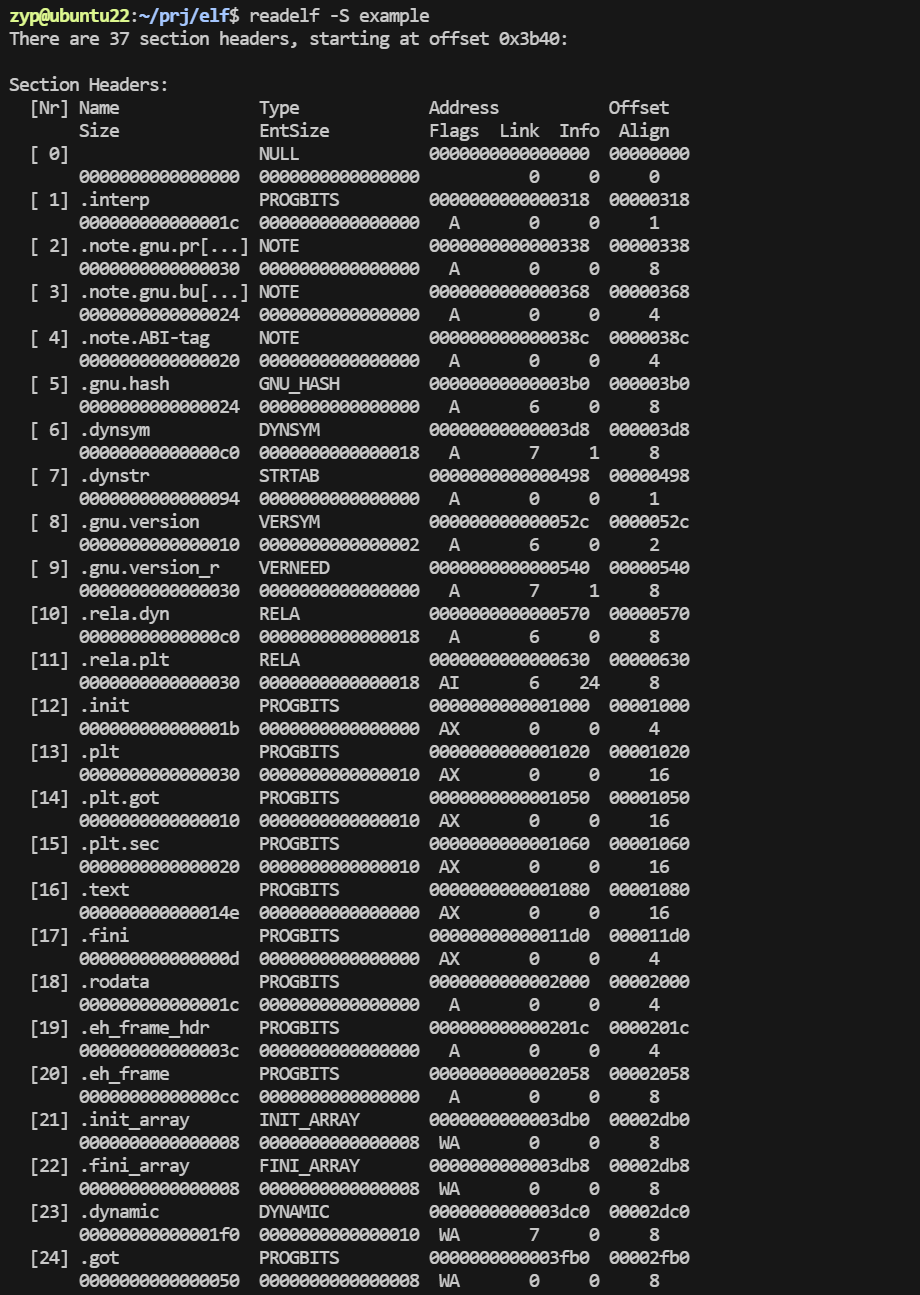 zyp@ubuntu22:~/prj/elf$ readelf -S example
There are 37 section headers, starting at offset 0x3b40:

Section Headers:
  [Nr] Name              Type             Address           Offset
       Size              EntSize          Flags  Link  Info  Align
  [ 0]                   NULL             0000000000000000  00000000
       0000000000000000  0000000000000000           0     0     0
  [ 1] .interp           PROGBITS         0000000000000318  00000318
       000000000000001c  0000000000000000   A       0     0     1
  [ 2] .note.gnu.pr[...] NOTE             0000000000000338  00000338
       0000000000000030  0000000000000000   A       0     0     8
  [ 3] .note.gnu.bu[...] NOTE             0000000000000368  00000368
       0000000000000024  0000000000000000   A       0     0     4
  [ 4] .note.ABI-tag     NOTE             000000000000038c  0000038c
       0000000000000020  0000000000000000   A       0     0     4
  [ 5] .gnu.hash         GNU_HASH         00000000000003b0  000003b0
       0000000000000024  0000000000000000   A       6     0     8
  [ 6] .dynsym           DYNSYM           00000000000003d8  000003d8
       00000000000000c0  0000000000000018   A       7     1     8
  [ 7] .dynstr           STRTAB           0000000000000498  00000498
       0000000000000094  0000000000000000   A       0     0     1
  [ 8] .gnu.version      VERSYM           000000000000052c  0000052c
       0000000000000010  0000000000000002   A       6     0     2
  [ 9] .gnu.version_r    VERNEED          0000000000000540  00000540
       0000000000000030  0000000000000000   A       7     1     8
  [10] .rela.dyn         RELA             0000000000000570  00000570
       00000000000000c0  0000000000000018   A       6     0     8
  [11] .rela.plt         RELA             0000000000000630  00000630
       0000000000000030  0000000000000018  AI       6    24     8
  [12] .init             PROGBITS         0000000000001000  00001000
       000000000000001b  0000000000000000  AX       0     0     4
  [13] .plt              PROGBITS         0000000000001020  00001020
       0000000000000030  0000000000000010  AX       0     0     16
  [14] .plt.got          PROGBITS         0000000000001050  00001050
       0000000000000010  0000000000000010  AX       0     0     16
  [15] .plt.sec          PROGBITS         0000000000001060  00001060
       0000000000000020  0000000000000010  AX       0     0     16
  [16] .text             PROGBITS         0000000000001080  00001080
       000000000000014e  0000000000000000  AX       0     0     16
  [17] .fini             PROGBITS         00000000000011d0  000011d0
       000000000000000d  0000000000000000  AX       0     0     4
  [18] .rodata           PROGBITS         0000000000002000  00002000
       000000000000001c  0000000000000000   A       0     0     4
  [19] .eh_frame_hdr     PROGBITS         000000000000201c  0000201c
       000000000000003c  0000000000000000   A       0     0     4
  [20] .eh_frame         PROGBITS         0000000000002058  00002058
       00000000000000cc  0000000000000000   A       0     0     8
  [21] .init_array       INIT_ARRAY       0000000000003db0  00002db0
       0000000000000008  0000000000000008  WA       0     0     8
  [22] .fini_array       FINI_ARRAY       0000000000003db8  00002db8
       0000000000000008  0000000000000008  WA       0     0     8
  [23] .dynamic          DYNAMIC          0000000000003dc0  00002dc0
       00000000000001f0  0000000000000010  WA       7     0     8
  [24] .got              PROGBITS         0000000000003fb0  00002fb0
       0000000000000050  0000000000000008  WA       0     0     8